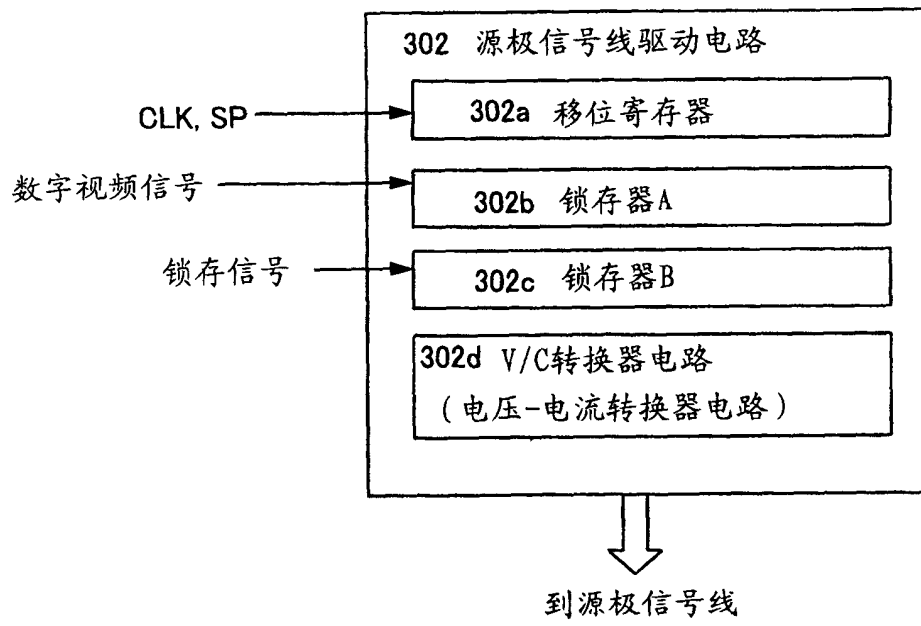 302 源极信号线驱动电路
CLK, SP
302a 移位寄存器
数字视频信号
302b 锁存器A
锁存信号
302c 锁存器B
302d V/C转换器电路
(电压-电流转换器电路)
到源极信号线